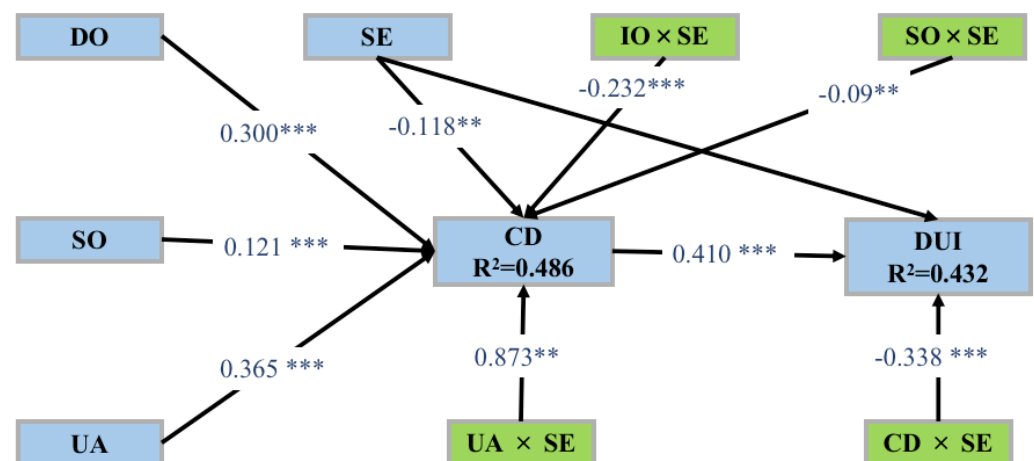 DO
SE
IO × SE
SO × SE
-0.232***
-0.09**
0.300***
-0.118**
SO
0.121 ***
CD
R²=0.486
0.410 ***
DUI
R²=0.432
0.365 ***
0.873**
-0.338 ***
UA
UA × SE
CD × SE